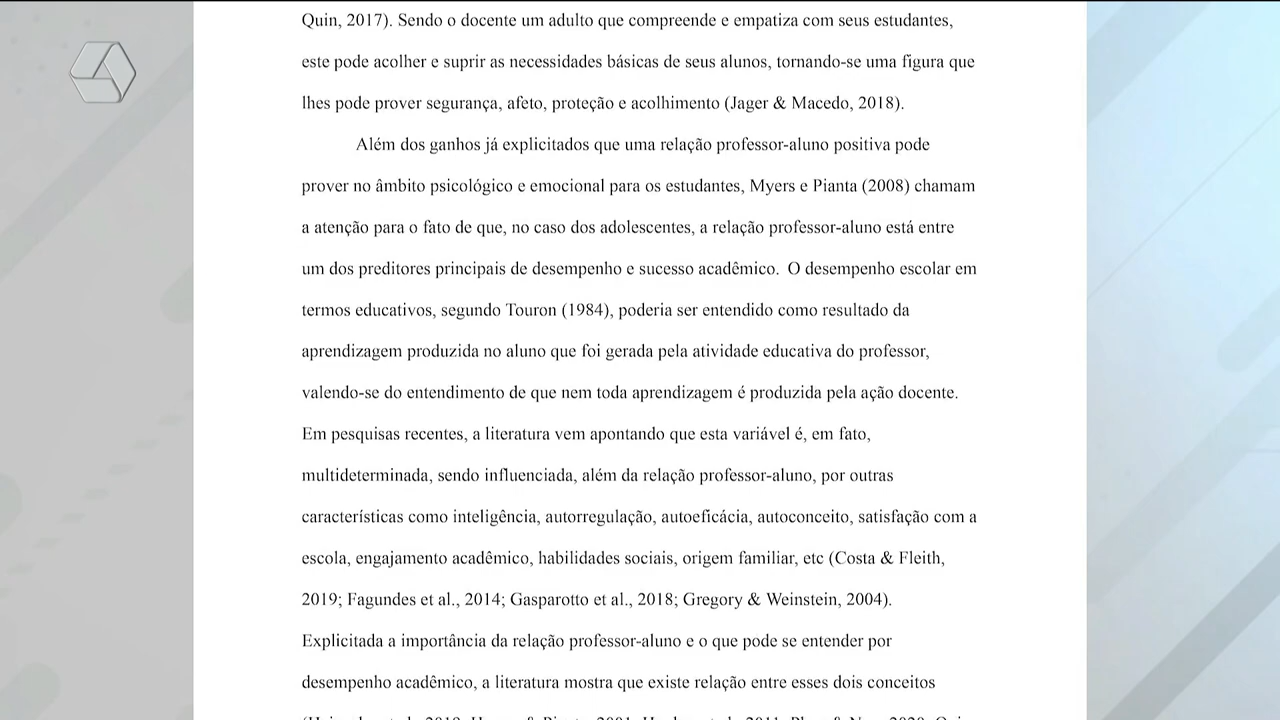 Quin, 2017). Sendo o docente um adulto que compreende e empatiza com seus estudantes,
este pode acolher e suprir as necessidades básicas de seus alunos, tornando-se uma figura que
lhes pode prover segurança, afeto, proteção e acolhimento (Jager & Macedo, 2018).
Além dos ganhos já explicitados que uma relação professor-aluno positiva pode
prover no âmbito psicológico e emocional para os estudantes, Myers e Pianta (2008) chamam
a atenção para o fato de que, no caso dos adolescentes, a relação professor-aluno está entre
um dos preditores principais de desempenho e sucesso acadêmico.  O desempenho escolar em
termos educativos, segundo Touron (1984), poderia ser entendido como resultado da
aprendizagem produzida no aluno que foi gerada pela atividade educativa do professor,
valendo-se do entendimento de que nem toda aprendizagem é produzida pela ação docente.
Em pesquisas recentes, a literatura vem apontando que esta variável é, em fato,
multideterminada, sendo influenciada, além da relação professor-aluno, por outras
características como inteligência, autorregulação, autoeficácia, autoconceito, satisfação com a
escola, engajamento acadêmico, habilidades sociais, origem familiar, etc (Costa & Fleith,
2019; Fagundes et al., 2014; Gasparotto et al., 2018; Gregory & Weinstein, 2004).
Explicitada a importância da relação professor-aluno e o que pode se entender por
desempenho acadêmico, a literatura mostra que existe relação entre esses dois conceitos